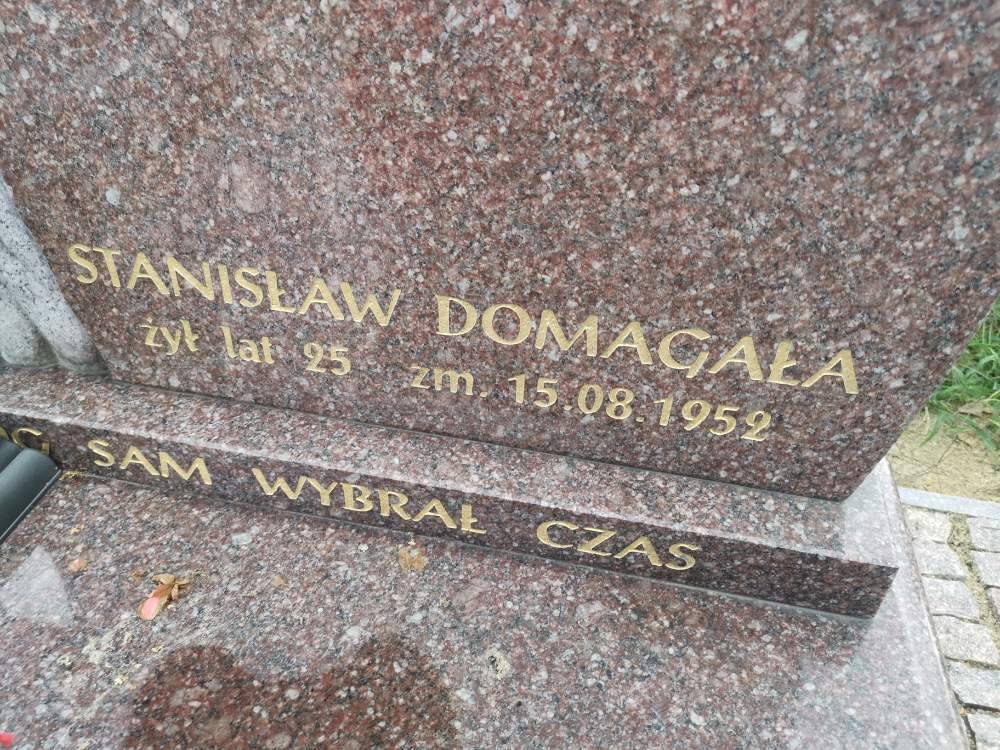 STANISŁAW DOMAGAŁA
żył lat 25 zm. 15.08.1952
SAM WYBRAŁ CZAS